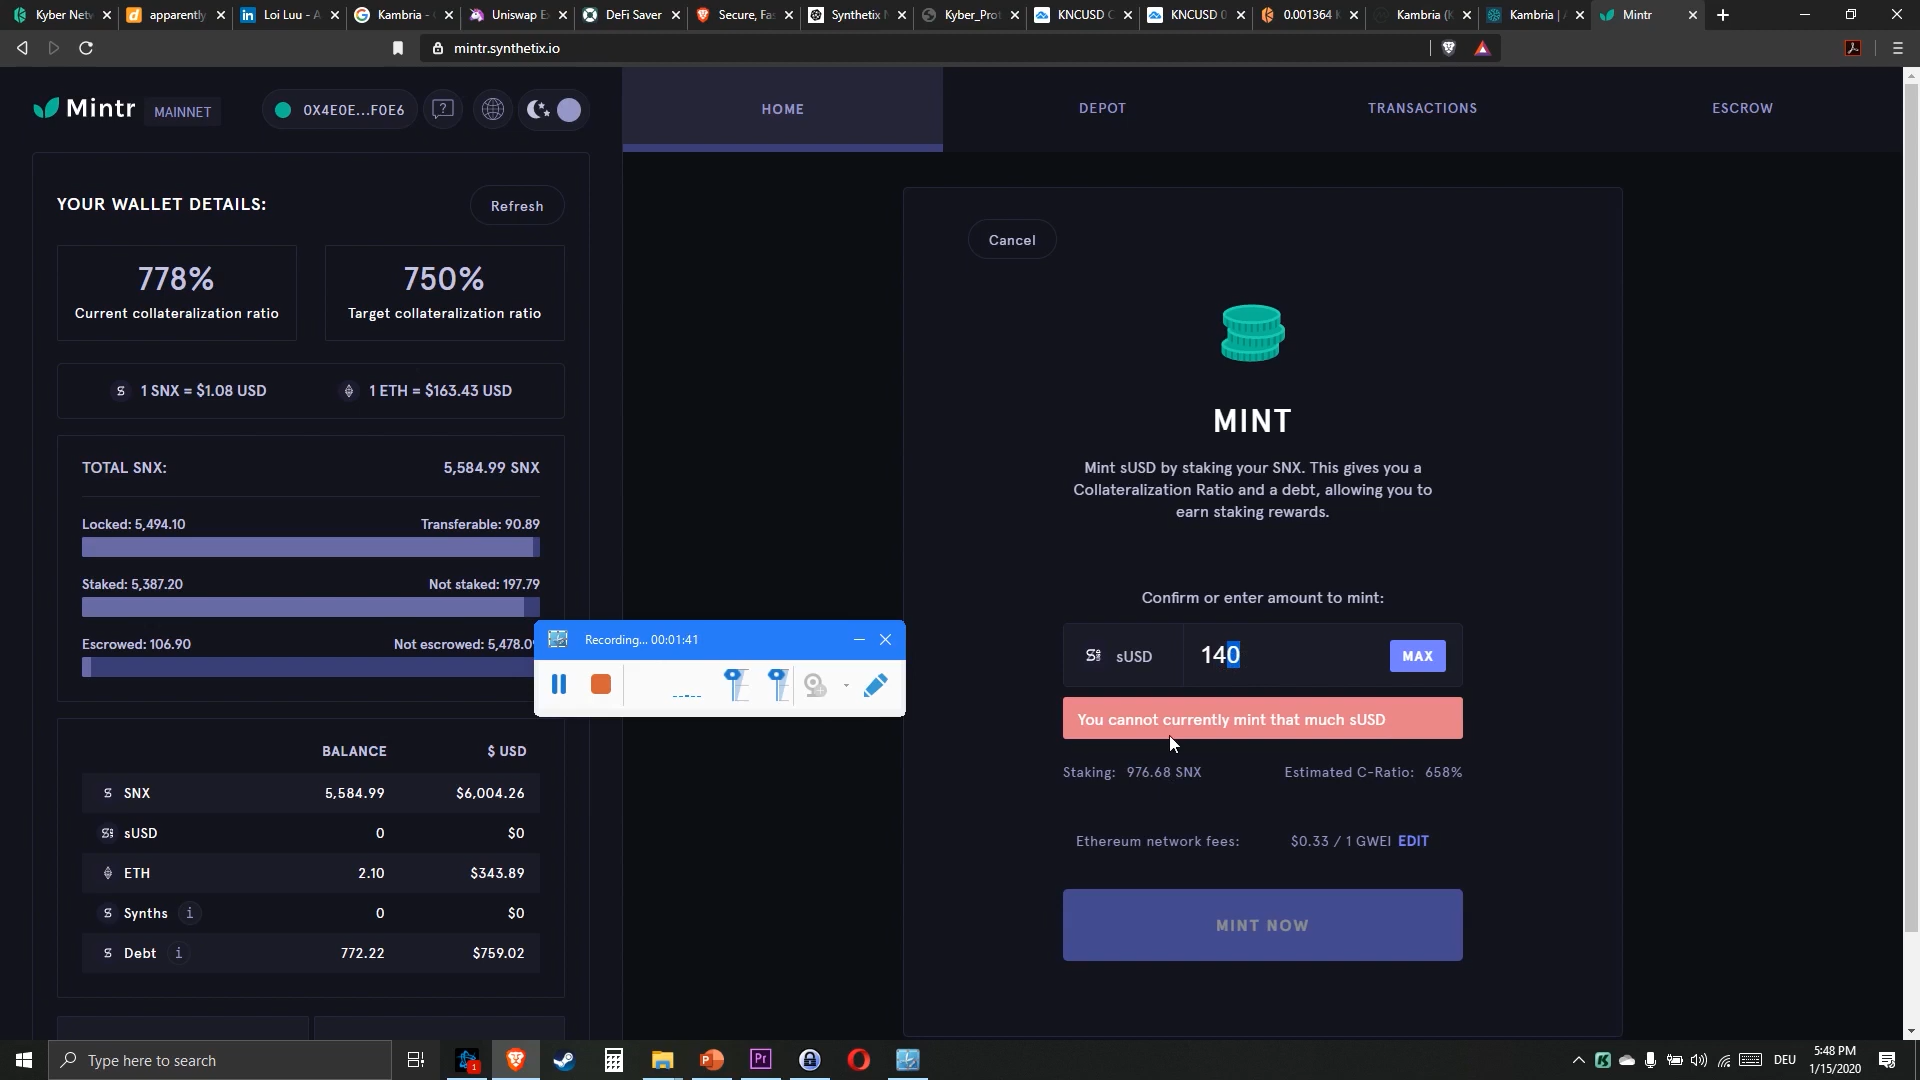 Kyber Netw
apparently
Loi Luu - A
Kambria -
Uniswap Ex
DeFi Saver
Secure, Fas
Synthetix
Kyber_Prot
KNCUSD
KNCUSD
0.001364
Kambria (K
Kambria |
Mintr
mintr.synthetix.io
Mintr
MAINNET
0X4E0E...F0E6
HOME
DEPOT
TRANSACTIONS
ESCROW
YOUR WALLET DETAILS:
Refresh
778%
Current collateralization ratio
750%
Target collateralization ratio
1 SNX = $1.08 USD
1 ETH = $163.43 USD
TOTAL SNX:
5,584.99 SNX
Locked: 5,494.10
Transferable: 90.89
Staked: 5,387.20
Not staked: 197.79
Escrowed: 106.90
Not escrowed: 5,478.0
BALANCE
$ USD
SNX
5,584.99
$6,004.26
sUSD
0
$0
ETH
2.10
$343.89
Synths
i
0
$0
Debt
i
772.22
$759.02
Recording... 00:01:41
Cancel
MINT
Mint sUSD by staking your SNX. This gives you a
Collateralization Ratio and a debt, allowing you to
earn staking rewards.
Confirm or enter amount to mint:
sUSD
140
MAX
You cannot currently mint that much sUSD
Staking: 976.68 SNX
Estimated C-Ratio: 658%
Ethereum network fees:
$0.33 / 1 GWEI EDIT
MINT NOW
Type here to search
DEU
5:48 PM
1/15/2020